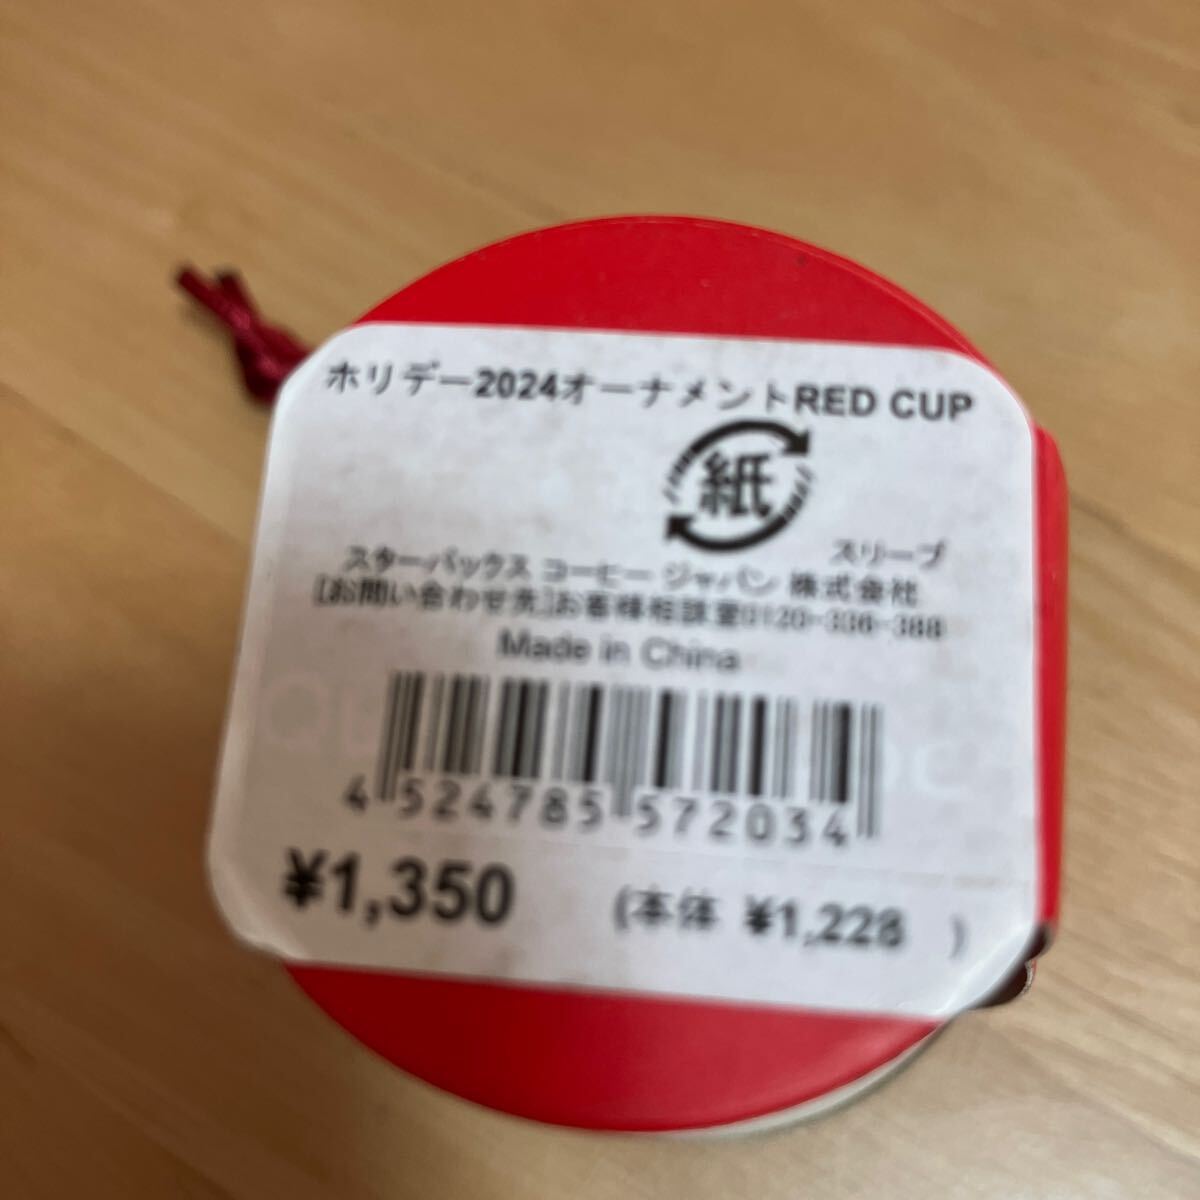 ホリデー2024オーナメントRED CUP
紙
スリーブ
スターバックス コーヒー ジャパン 株式会社
[お問い合わせ先]お客様相談室0120-336-388
Made in China
4 524785 572034
¥1,350 (本体 ¥1,228 )